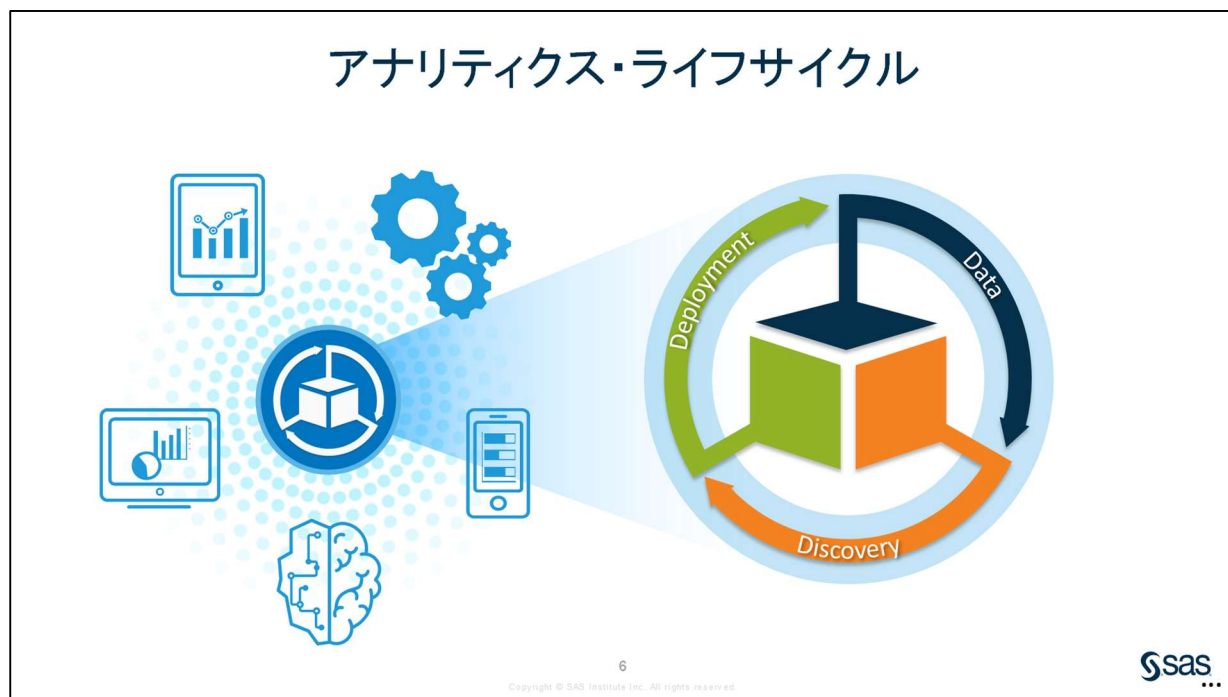 アナリティクス・ライフサイクル
Deployment
Data
Discovery
6
Copyright © SAS Institute Inc. All rights reserved.
sas